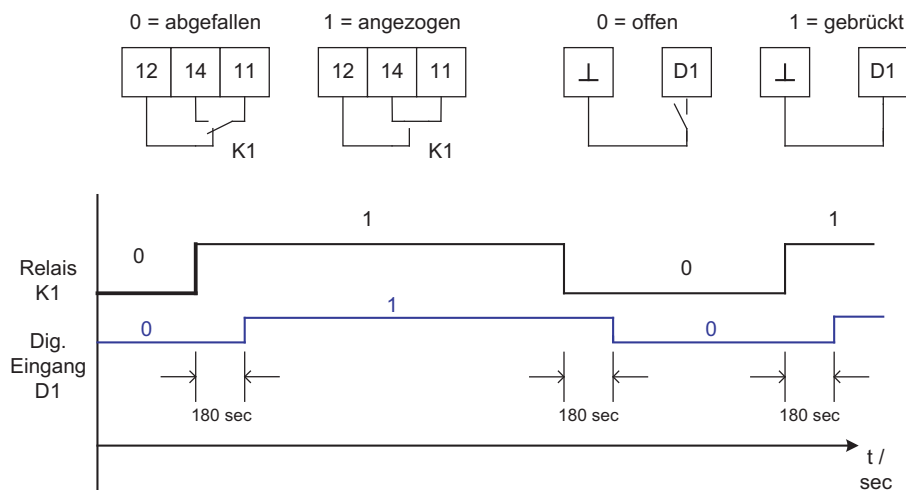 0 = abgefallen 1 = angezogen 0 = offen 1 = gebrückt
12 14 11 12 14 11 ⊥ D1 ⊥ D1
K1 K1
1 1
0 0
Relais
K1
1
0 0
Dig.
Eingang
D1
180 sec 180 sec 180 sec
t /
sec